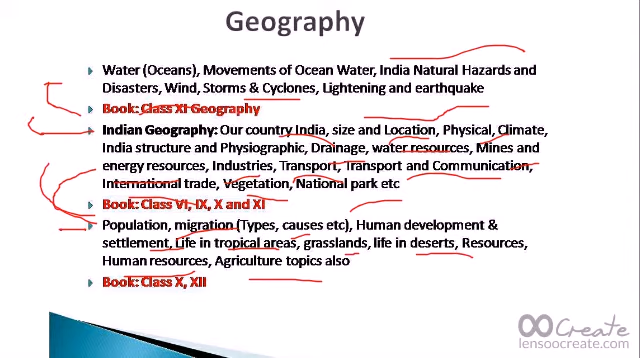 Geography
Water (Oceans), Movements of Ocean Water, India Natural Hazards and
Disasters, Wind, Storms & Cyclones, Lightening and earthquake
Book: Class XI Geography
Indian Geography: Our country India, size and Location, Physical, Climate,
India structure and Physiographic, Drainage, water resources, Mines and
energy resources, Industries, Transport, Transport and Communication,
International trade, Vegetation, National park etc
Book: Class VI, IX, X and XI
Population, migration (Types, causes etc), Human development &
settlement, Life in tropical areas, grasslands, life in deserts, Resources,
Human resources, Agriculture topics also
Book: Class X, XII
Create
lensoocreate.com